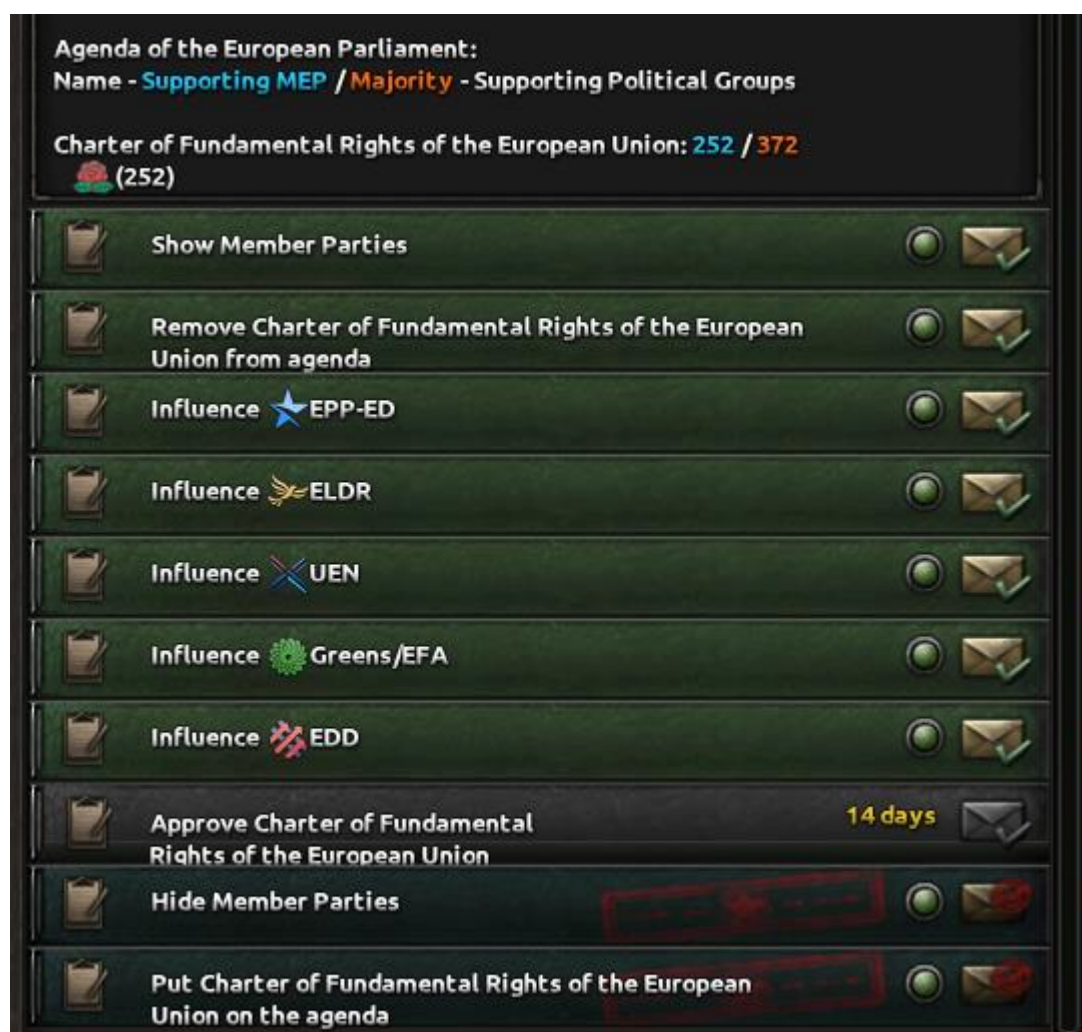 Agenda of the European Parliament:
Name - Supporting MEP / Majority - Supporting Political Groups
Charter of Fundamental Rights of the European Union: 252 / 372
(252)
Show Member Parties
Remove Charter of Fundamental Rights of the European
Union from agenda
Influence EPP-ED
Influence ELDR
Influence UEN
Influence Greens/EFA
Influence EDD
Approve Charter of Fundamental
Rights of the European Union
14 days
Hide Member Parties
Put Charter of Fundamental Rights of the European
Union on the agenda